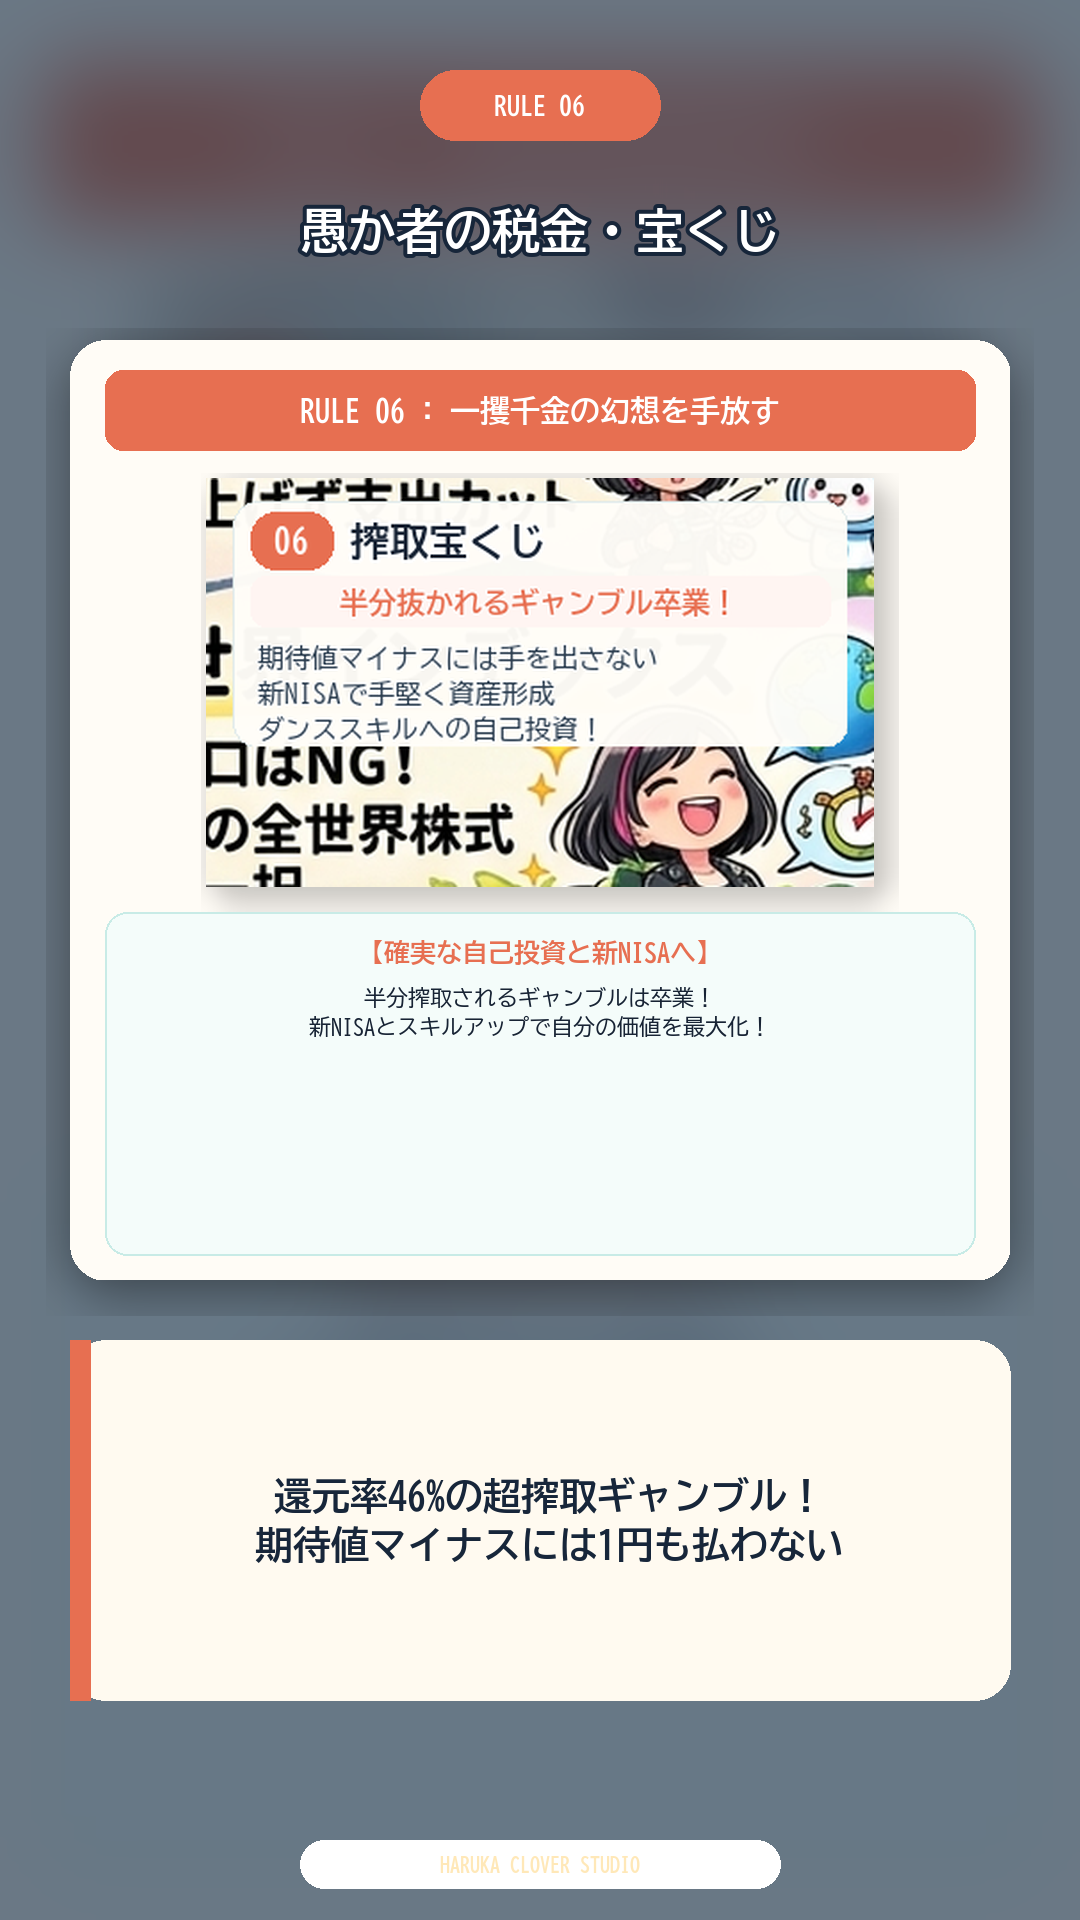 RULE 06
愚か者の税金・宝くじ
RULE 06 : 一攫千金の幻想を手放す
上げず支出カット
06 搾取宝くじ
半分抜かれるギャンブル卒業！
期待値マイナスには手を出さない
新NISAで手堅く資産形成
ダンススキルへの自己投資！
口はNG！
の全世界株式
【確実な自己投資と新NISAへ】
半分搾取されるギャンブルは卒業！
新NISAとスキルアップで自分の価値を最大化！
還元率46%の超搾取ギャンブル！
期待値マイナスには1円も払わない
HARUKA CLOVER STUDIO